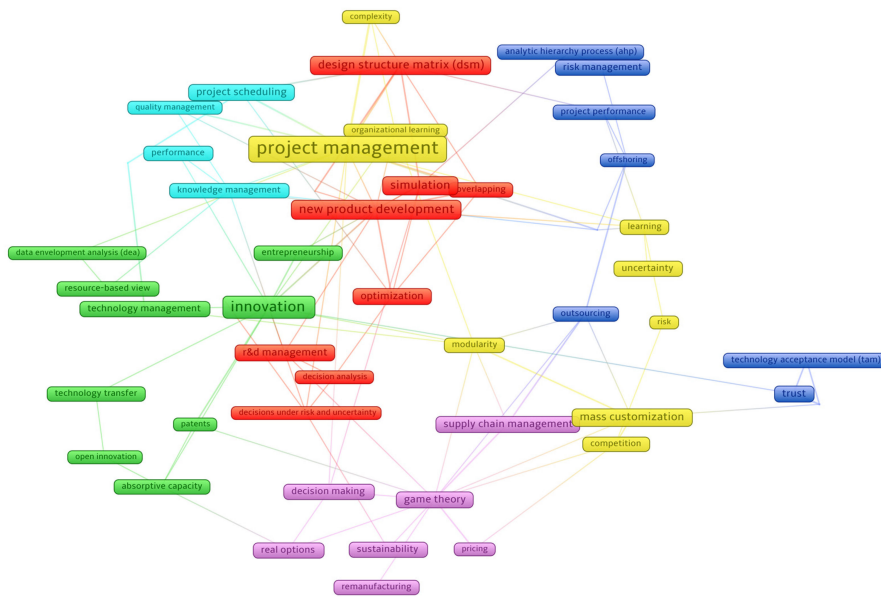 complexity
analytic hierarchy process (ahp)
design structure matrix (dsm)
risk management
project scheduling
quality management
project performance
organizational learning
project management
performance
offshoring
simulation
overlapping
knowledge management
new product development
learning
data envelopment analysis (dea)
entrepreneurship
uncertainty
resource-based view
optimization
technology management
innovation
outsourcing
risk
modularity
r&d management
technology acceptance model (tam)
decision analysis
technology transfer
trust
decisions under risk and uncertainty
patents
supply chain management
mass customization
competition
open innovation
absorptive capacity
decision making
game theory
real options
sustainability
pricing
remanufacturing